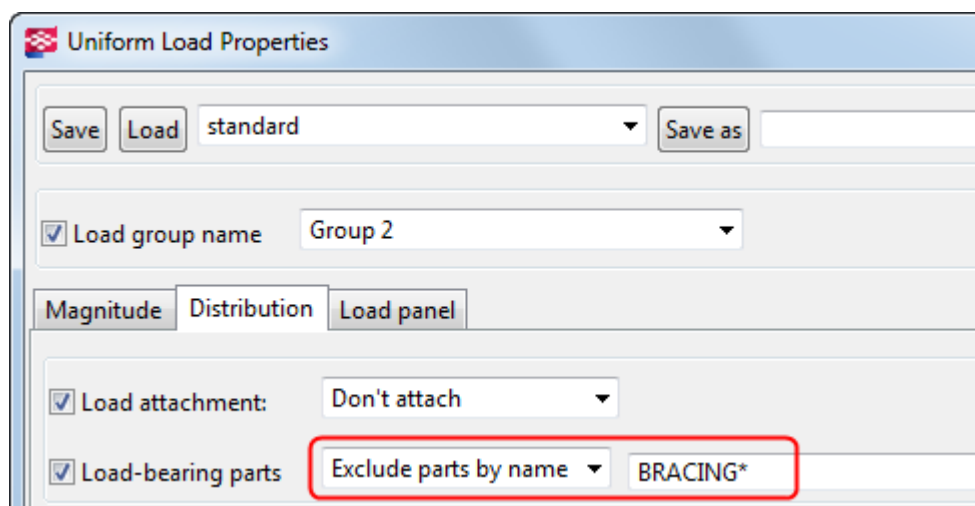 Uniform Load Properties
Save Load standard Save as
Load group name Group 2
Magnitude Distribution Load panel
Load attachment: Don't attach
Load-bearing parts Exclude parts by name BRACING*